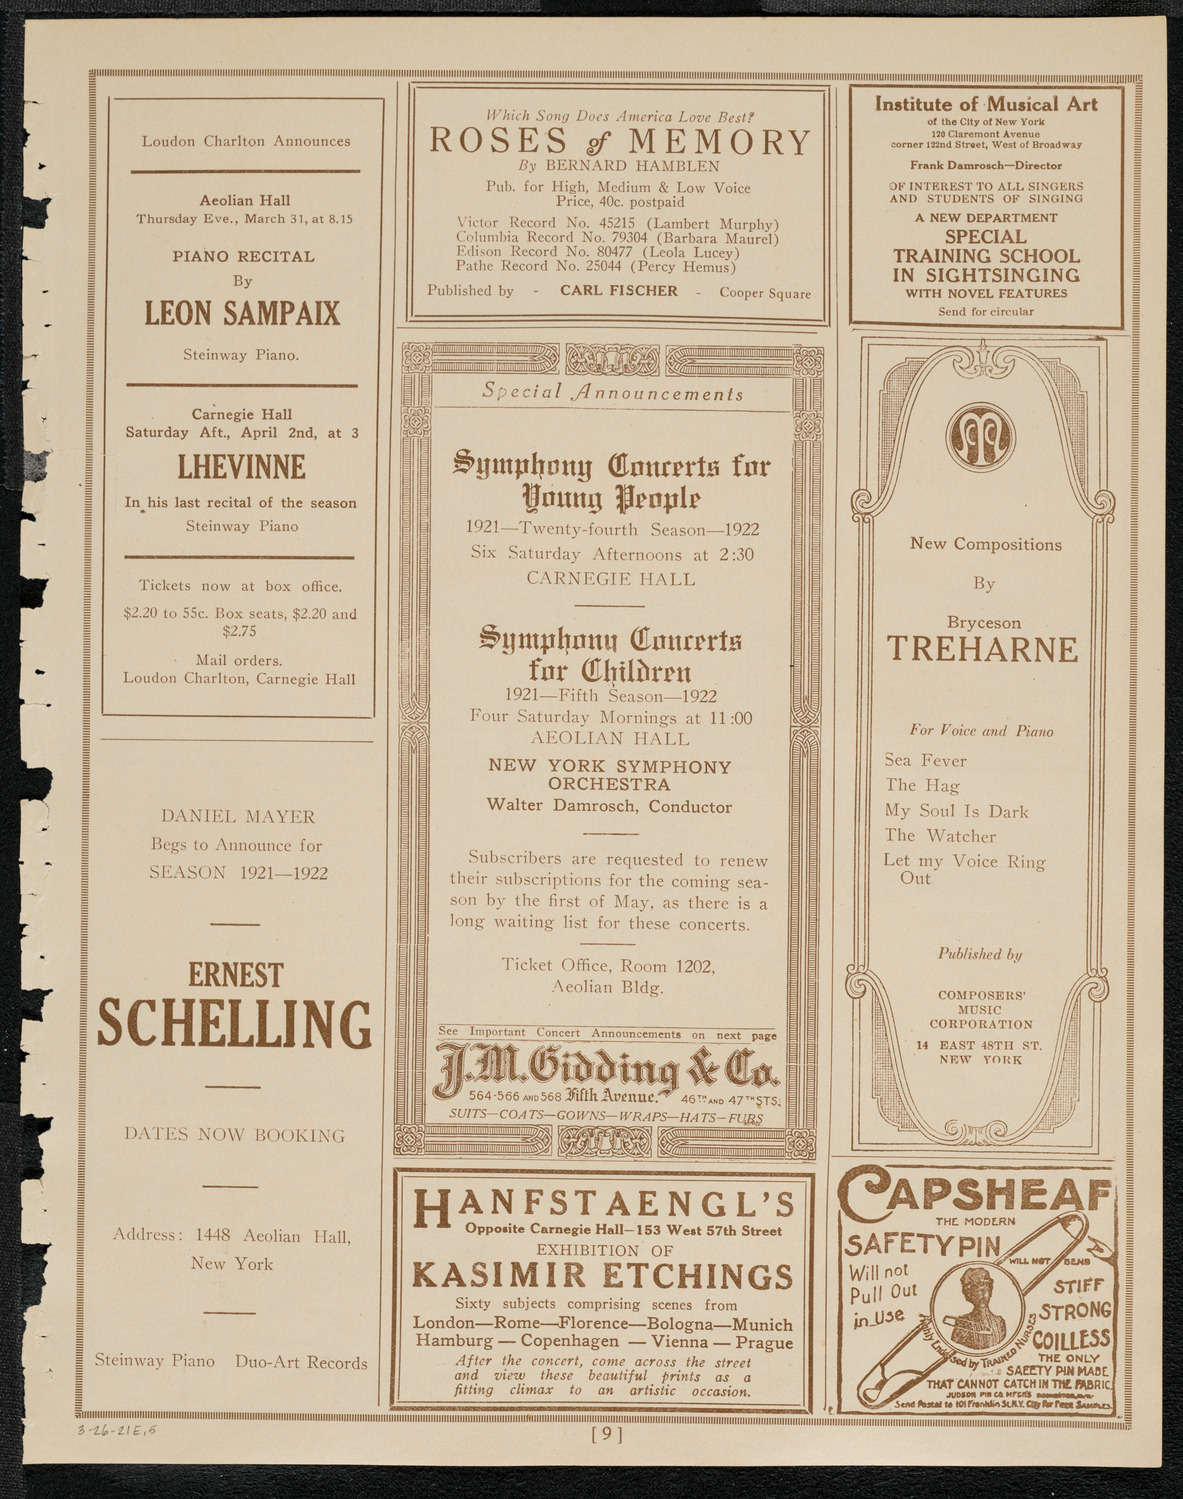 Loudon Charlton Announces
Aeolian Hall
Thursday Eve., March 31, at 8.15
PIANO RECITAL
By
LEON SAMPAIX
Steinway Piano.
Carnegie Hall
Saturday Aft., April 2nd, at 3
LHEVINNE
In his last recital of the season
Steinway Piano
Tickets now at box office.
$2.20 to 55c. Box seats, $2.20 and
$2.75
Mail orders.
Loudon Charlton, Carnegie Hall
DANIEL MAYER
Begs to Announce for
SEASON 1921—1922
ERNEST
SCHELLING
DATES NOW BOOKING
Address: 1448 Aeolian Hall,
New York
Steinway Piano Duo-Art Records
Which Song Does America Love Best?
ROSES of MEMORY
By BERNARD HAMBLEN
Pub. for High, Medium & Low Voice
Price, 40c. postpaid
Victor Record No. 45215 (Lambert Murphy)
Columbia Record No. 79304 (Barbara Maurel)
Edison Record No. 80477 (Leola Lucey)
Pathe Record No. 25044 (Percy Hemus)
Published by - CARL FISCHER - Cooper Square
Special Announcements
Symphony Concerts for
Young People
1921—Twenty-fourth Season—1922
Six Saturday Afternoons at 2:30
CARNEGIE HALL
Symphony Concerts
for Children
1921—Fifth Season—1922
Four Saturday Mornings at 11:00
AEOLIAN HALL
NEW YORK SYMPHONY
ORCHESTRA
Walter Damrosch, Conductor
Subscribers are requested to renew
their subscriptions for the coming sea-
son by the first of May, as there is a
long waiting list for these concerts.
Ticket Office, Room 1202,
Aeolian Bldg.
See Important Concert Announcements on next page
J.M. Gidding & Co.
564-566 AND 568 Fifth Avenue. 46TH AND 47TH STS.
SUITS—COATS—GOWNS—WRAPS—HATS—FURS
HANFSTAENGL'S
Opposite Carnegie Hall—153 West 57th Street
EXHIBITION OF
KASIMIR ETCHINGS
Sixty subjects comprising scenes from
London—Rome—Florence—Bologna—Munich
Hamburg — Copenhagen — Vienna — Prague
After the concert, come across the street
and view these beautiful prints as a
fitting climax to an artistic occasion.
Institute of Musical Art
of the City of New York
120 Claremont Avenue
corner 122nd Street, West of Broadway
Frank Damrosch—Director
OF INTEREST TO ALL SINGERS
AND STUDENTS OF SINGING
A NEW DEPARTMENT
SPECIAL
TRAINING SCHOOL
IN SIGHTSINGING
WITH NOVEL FEATURES
Send for circular
New Compositions
By
Bryceson
TREHARNE
For Voice and Piano
Sea Fever
The Hag
My Soul Is Dark
The Watcher
Let my Voice Ring
Out
Published by
COMPOSERS'
MUSIC
CORPORATION
14 EAST 48TH ST.
NEW YORK
CAPSHEAF
THE MODERN
SAFETY PIN
WILL NOT BEND
Will not
Pull Out
in Use
STIFF
STRONG
COILLESS
Highly Endorsed by TRAINED NURSES
THE ONLY
SAFETY PIN MADE
THAT CANNOT CATCH IN THE FABRIC.
JUDSON PIN CO. MFGR'S
Send Postal to 101 Franklin St. N.Y. City For Free SAMPLES.
3-26-21E,5
[9]